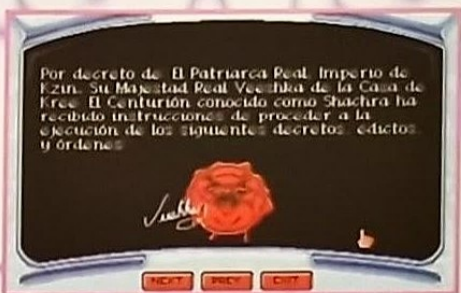 Por decreto de El Patriarca Real Imperio de
Kzin. Su Majestad Real Veeshka de la Casa de
Kree El Centurión conocido como Shachra ha
recibido instrucciones de proceder a la
ejecución de los siguientes decretos, edictos
y órdenes
NEXT PREV EXIT